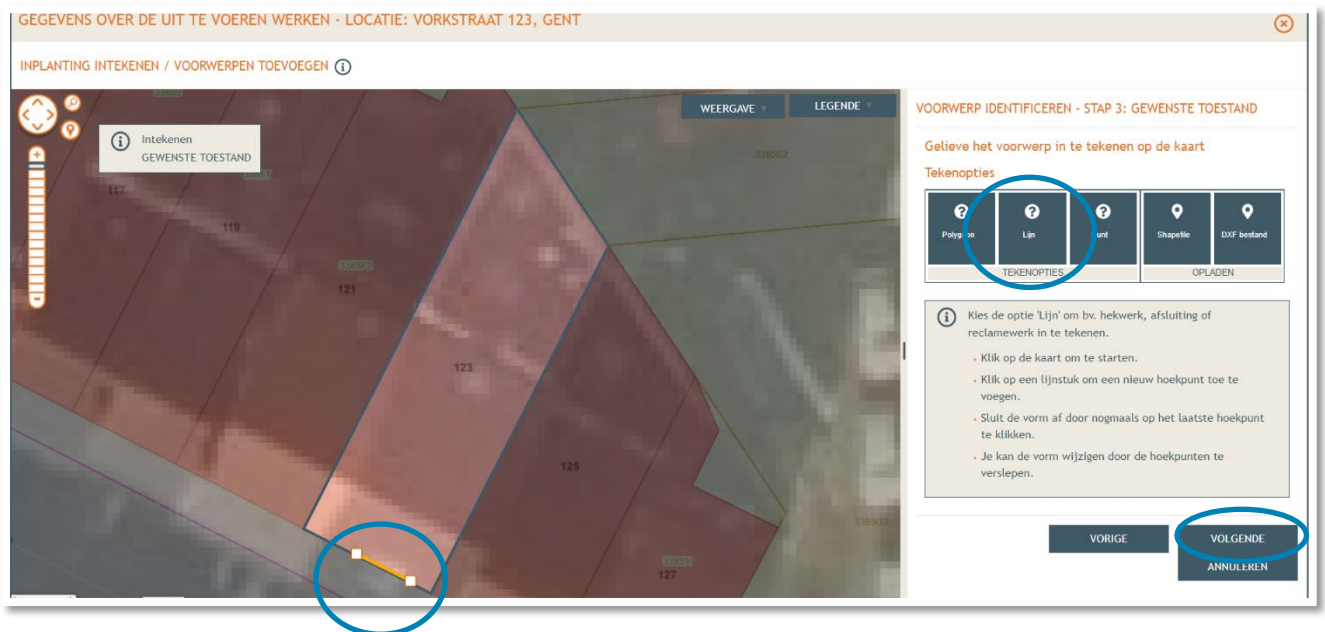 GEGEVENS OVER DE UIT TE VOEREN WERKEN - LOCATIE: VORKSTRAAT 123, GENT
INPLANTING INTEKENEN / VOORWERPEN TOEVOEGEN
WEERGAVE
LEGENDE
Intekenen
GEWENSTE TOESTAND
117
119
121
123
125
127
VOORWERP IDENTIFICEREN - STAP 3: GEWENSTE TOESTAND
Gelieve het voorwerp in te tekenen op de kaart
Tekenopties
Polygoon
Lijn
Punt
Shapefile
DXF bestand
TEKENOPTIES
OPLADEN
Kies de optie 'Lijn' om bv. hekwerk, afsluiting of
reclamewerk in te tekenen.
• Klik op de kaart om te starten.
• Klik op een lijnstuk om een nieuw hoekpunt toe te
voegen.
• Sluit de vorm af door nogmaals op het laatste hoekpunt
te klikken.
• Je kan de vorm wijzigen door de hoekpunten te
verslepen.
VORIGE
VOLGENDE
ANNULEREN